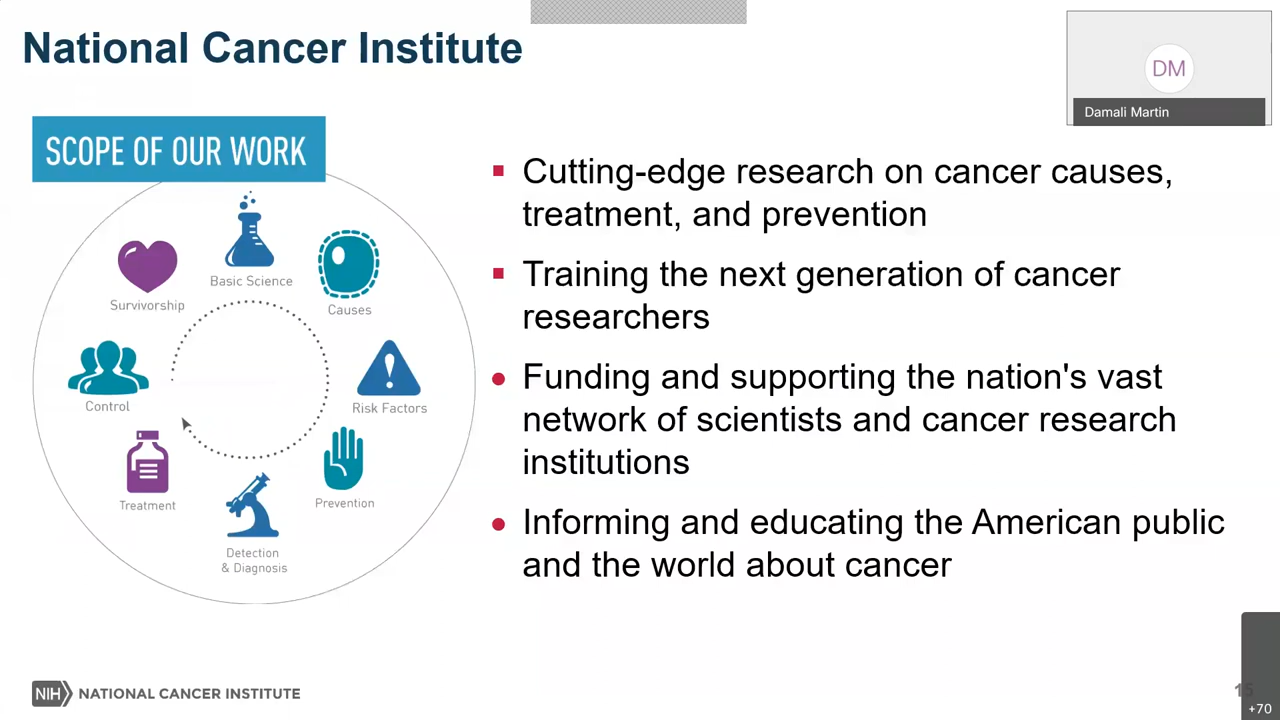 National Cancer Institute
DM
Damali Martin
SCOPE OF OUR WORK
Basic Science
Causes
Risk Factors
Prevention
Detection
& Diagnosis
Treatment
Control
Survivorship
Cutting-edge research on cancer causes,
treatment, and prevention
Training the next generation of cancer
researchers
Funding and supporting the nation's vast
network of scientists and cancer research
institutions
Informing and educating the American public
and the world about cancer
NIH NATIONAL CANCER INSTITUTE
15
+70